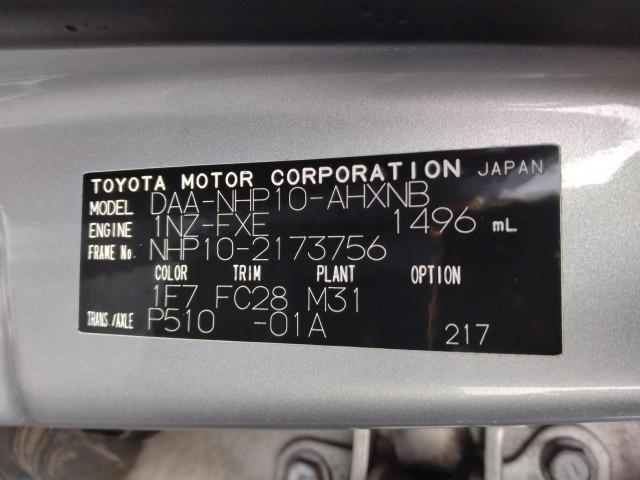 TOYOTA MOTOR CORPORATION JAPAN
MODEL DAA-NHP10-AHXNB
ENGINE 1NZ-FXE 1496 mL
FRAME No. NHP10-2173756
COLOR TRIM PLANT OPTION
1F7 FC28 M31
TRANS./AXLE P510 -01A 217